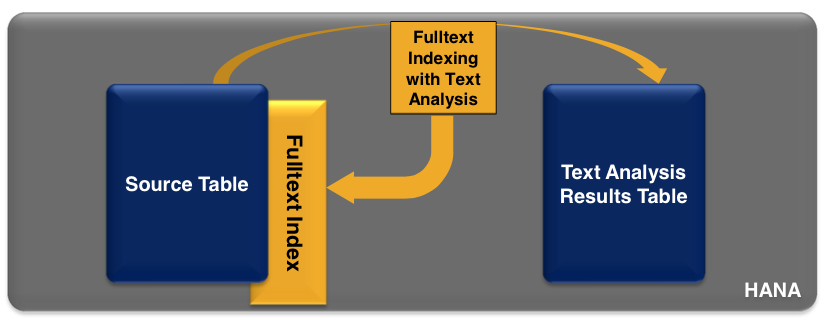 Fulltext
Indexing
with Text
Analysis
Source Table
Fulltext Index
Text Analysis
Results Table
HANA